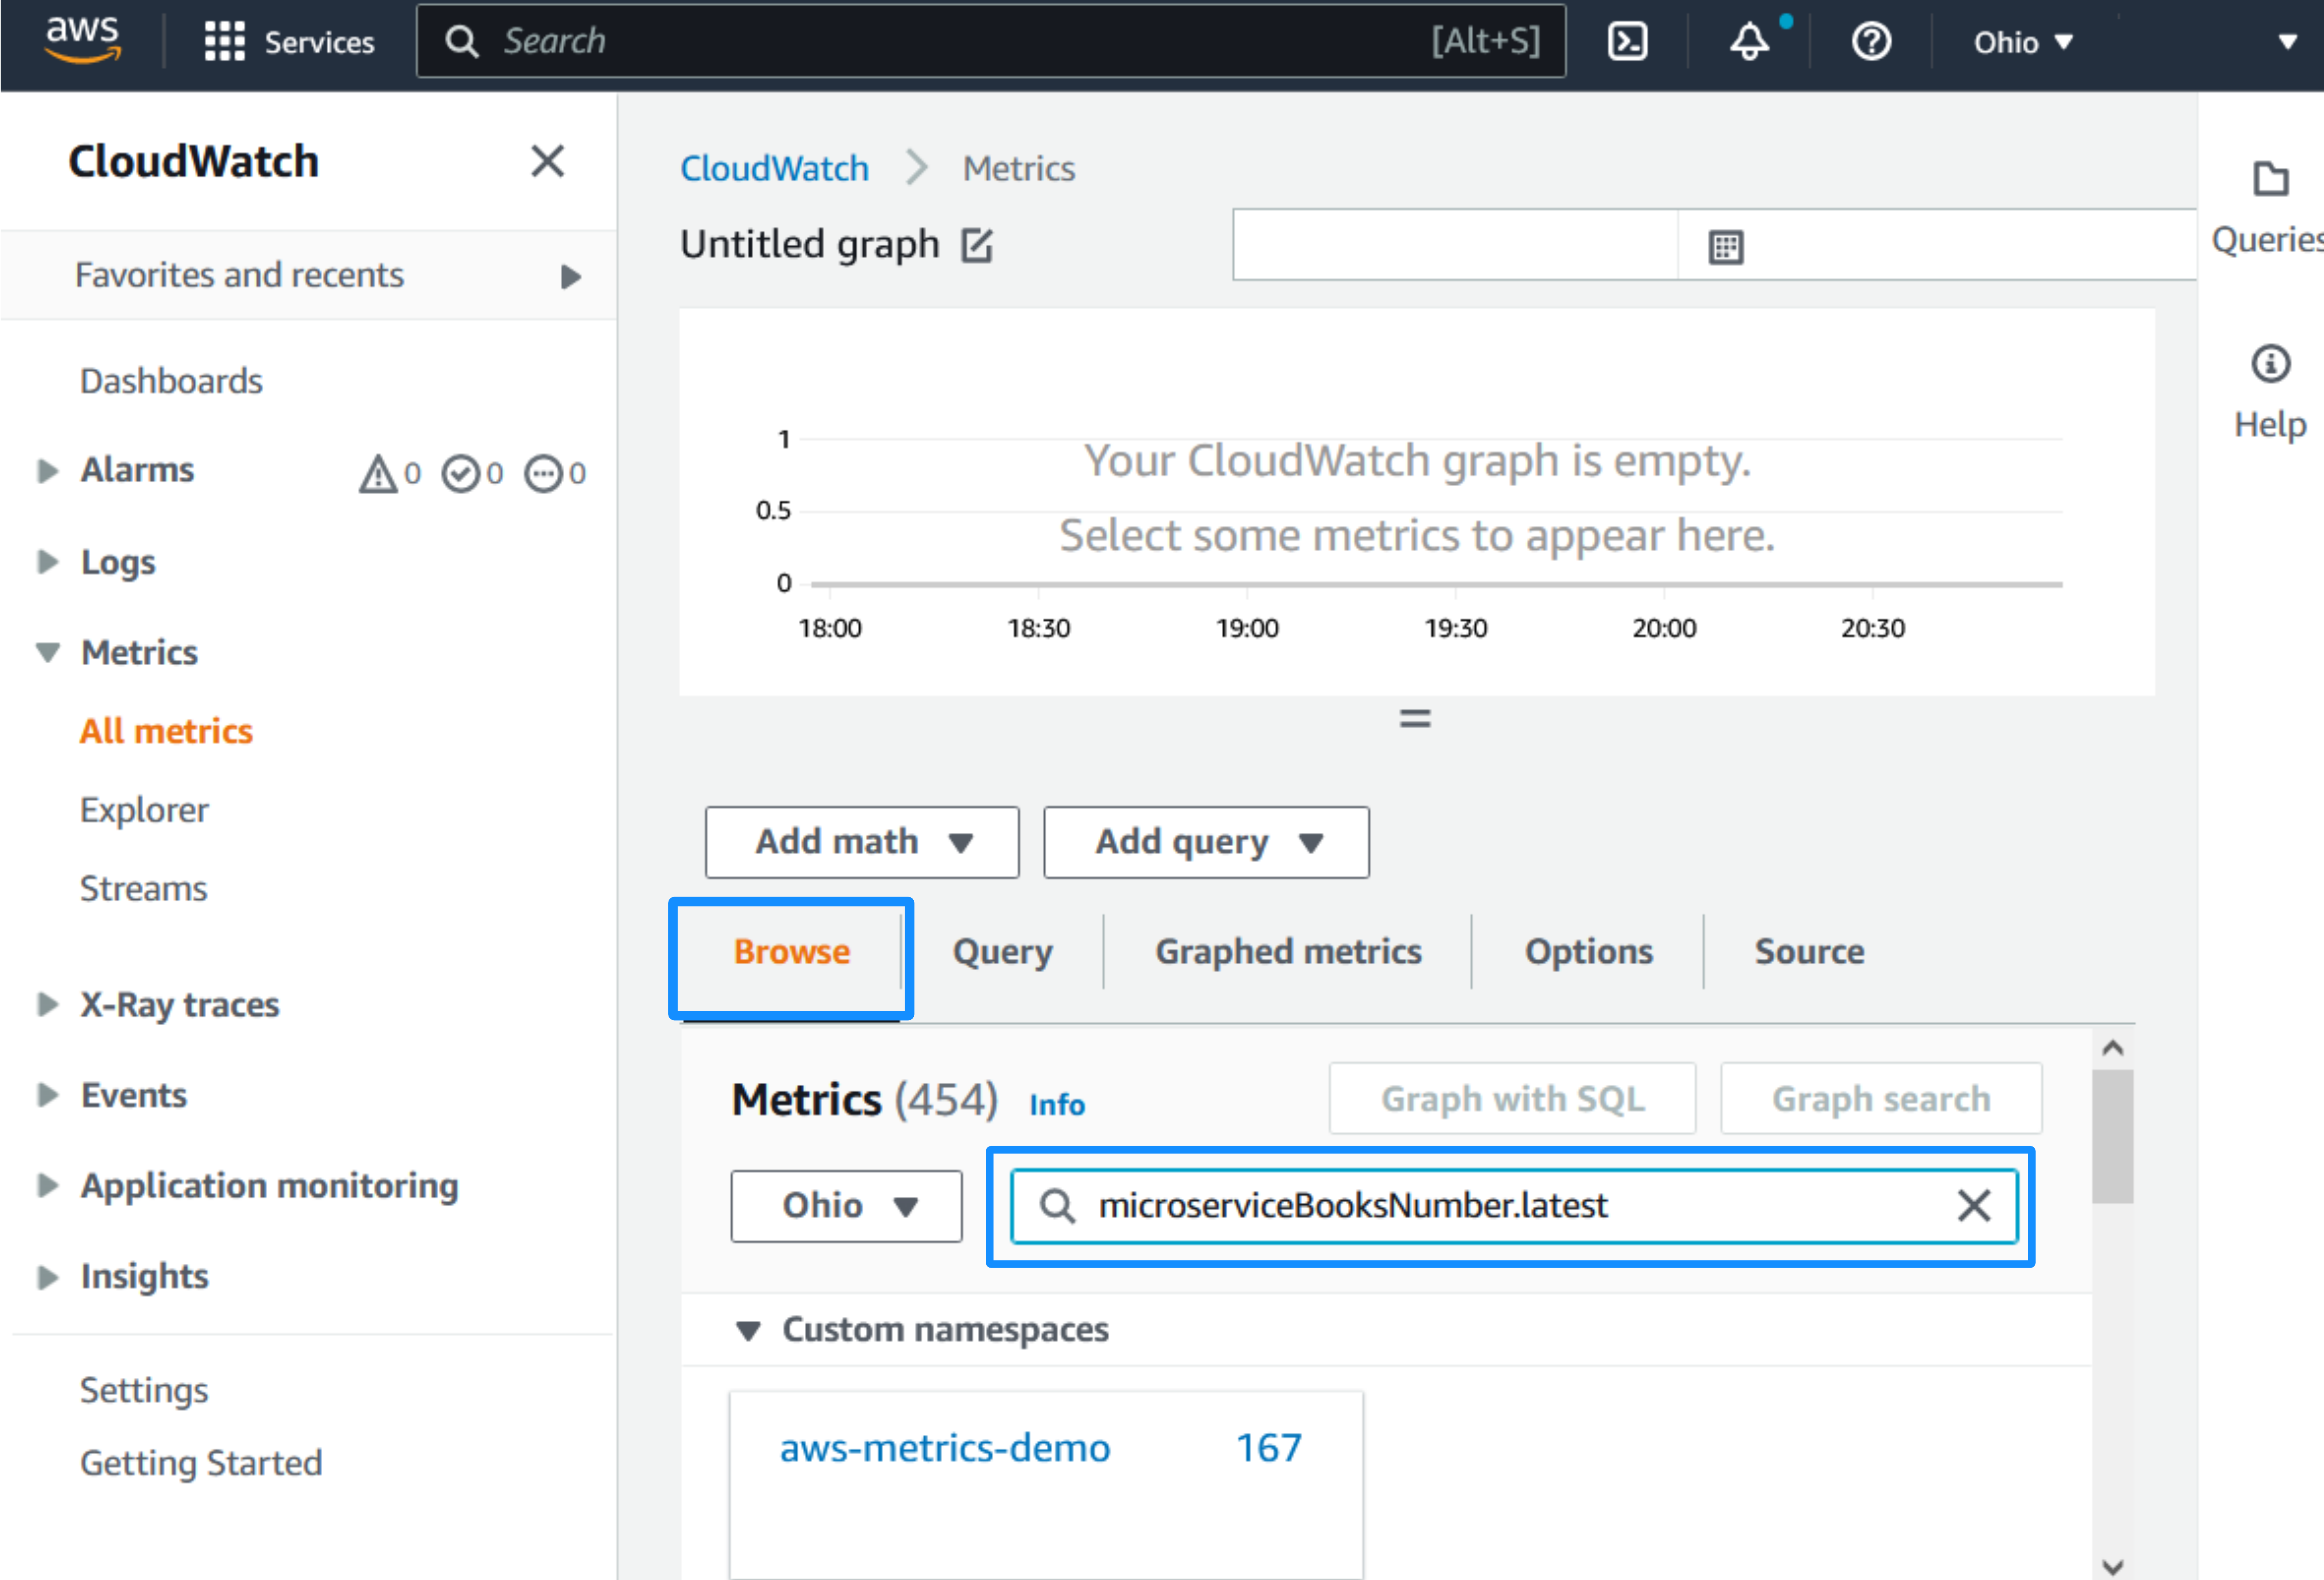 aws
Services
Search
[Alt+S]
Ohio
CloudWatch
Favorites and recents
Dashboards
Alarms 0 0 0
Logs
Metrics
All metrics
Explorer
Streams
X-Ray traces
Events
Application monitoring
Insights
Settings
Getting Started
CloudWatch Metrics
Untitled graph
Your CloudWatch graph is empty.
Select some metrics to appear here.
1
0.5
0
18:00 18:30 19:00 19:30 20:00 20:30
Add math Add query
Browse Query Graphed metrics Options Source
Metrics (454) Info Graph with SQL Graph search
Ohio microserviceBooksNumber.latest
Custom namespaces
aws-metrics-demo 167
Queries
Help